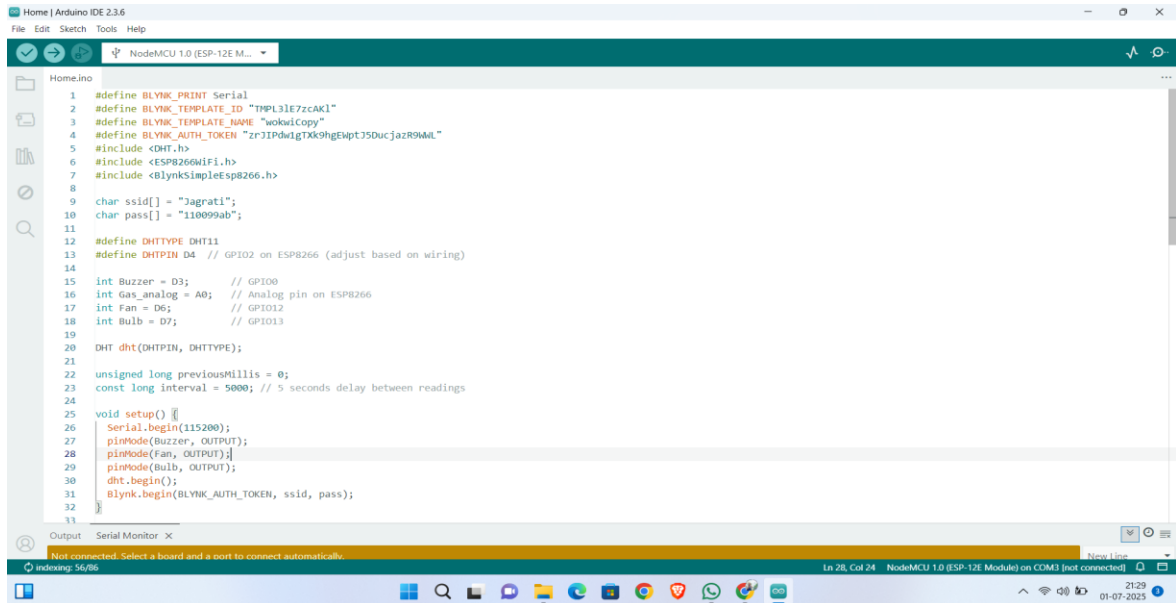 Home | Arduino IDE 2.3.6
File Edit Sketch Tools Help
NodeMCU 1.0 (ESP-12E M...
Home.ino
1 #define BLYNK_PRINT Serial
2 #define BLYNK_TEMPLATE_ID "TMPL3lE7zcAKl"
3 #define BLYNK_TEMPLATE_NAME "wokwiCopy"
4 #define BLYNK_AUTH_TOKEN "zrJIPdw1gTXk9hgEWptJ5DucjazR9WWL"
5 #include <DHT.h>
6 #include <ESP8266WiFi.h>
7 #include <BlynkSimpleEsp8266.h>
8
9 char ssid[] = "Jagrati";
10 char pass[] = "110099ab";
11
12 #define DHTTYPE DHT11
13 #define DHTPIN D4 // GPIO2 on ESP8266 (adjust based on wiring)
14
15 int Buzzer = D3; // GPIO0
16 int Gas_analog = A0; // Analog pin on ESP8266
17 int Fan = D6; // GPIO12
18 int Bulb = D7; // GPIO13
19
20 DHT dht(DHTPIN, DHTTYPE);
21
22 unsigned long previousMillis = 0;
23 const long interval = 5000; // 5 seconds delay between readings
24
25 void setup() {
26 Serial.begin(115200);
27 pinMode(Buzzer, OUTPUT);
28 pinMode(Fan, OUTPUT);
29 pinMode(Bulb, OUTPUT);
30 dht.begin();
31 Blynk.begin(BLYNK_AUTH_TOKEN, ssid, pass);
32 }
33
Output Serial Monitor
Not connected. Select a board and a port to connect automatically.
New Line
indexing: 56/86
Ln 28, Col 24 NodeMCU 1.0 (ESP-12E Module) on COM3 [not connected]
21:29
01-07-2025
3